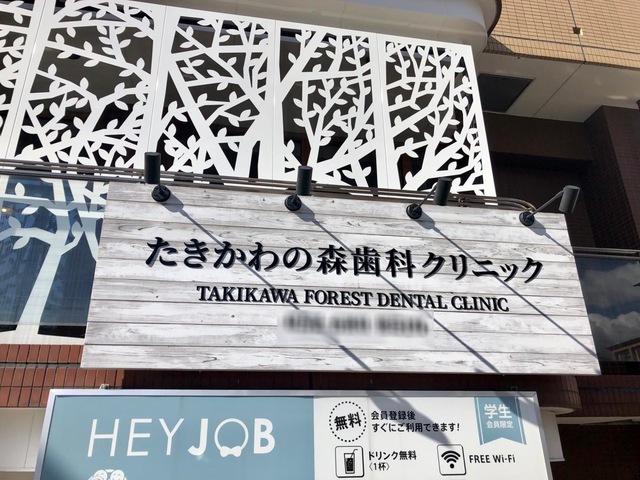 たきかわの森歯科クリニック
TAKIKAWA FOREST DENTAL CLINIC
HEY JOB
無料
会員登録後
すぐにご利用できます!
学生
会員限定
ドリンク無料
(1杯)
FREE Wi-Fi